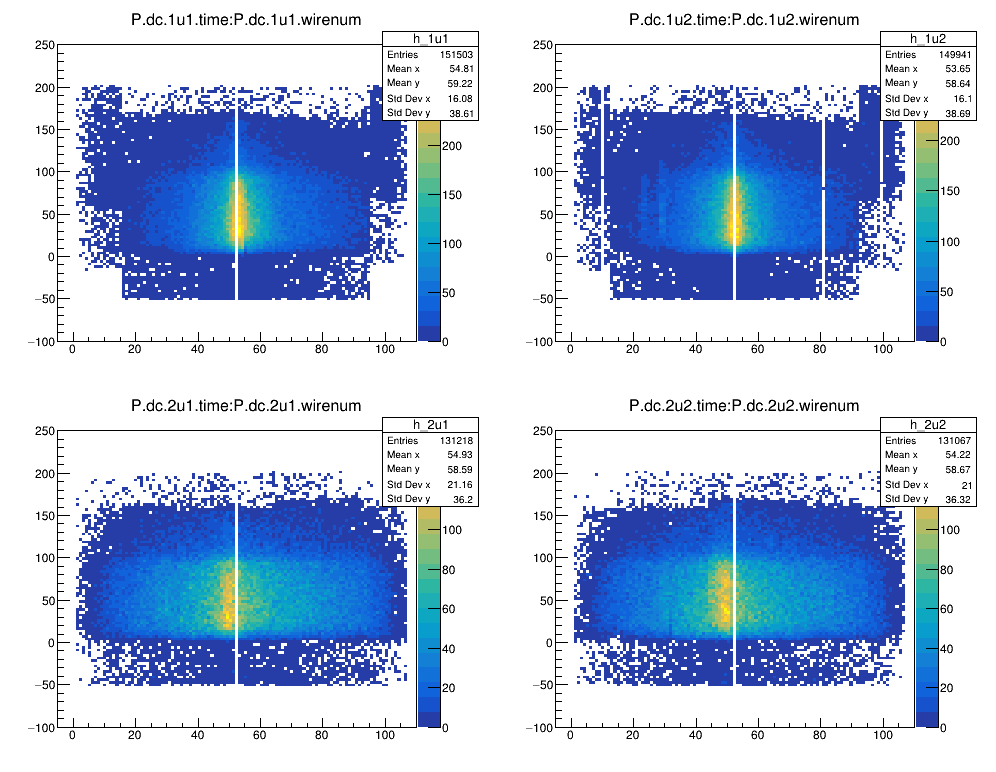 P.dc.1u1.time:P.dc.1u1.wirenum
h_1u1
Entries 151503
Mean x 54.81
Mean y 59.22
Std Dev x 16.08
Std Dev y 38.61
250
200
150
100
50
0
−50
−100
0 20 40 60 80 100
200
150
100
50
0
P.dc.1u2.time:P.dc.1u2.wirenum
h_1u2
Entries 149941
Mean x 53.65
Mean y 58.64
Std Dev x 16.1
Std Dev y 38.69
250
200
150
100
50
0
−50
−100
0 20 40 60 80 100
200
150
100
50
0
P.dc.2u1.time:P.dc.2u1.wirenum
h_2u1
Entries 131218
Mean x 54.93
Mean y 58.59
Std Dev x 21.16
Std Dev y 36.2
250
200
150
100
50
0
−50
−100
0 20 40 60 80 100
100
80
60
40
20
0
P.dc.2u2.time:P.dc.2u2.wirenum
h_2u2
Entries 131067
Mean x 54.22
Mean y 58.67
Std Dev x 21
Std Dev y 36.32
250
200
150
100
50
0
−50
−100
0 20 40 60 80 100
100
80
60
40
20
0